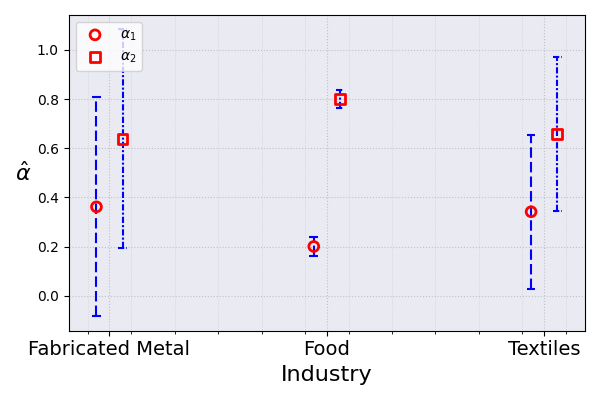 α₁
α₂
1.0
0.8
0.6
0.4
0.2
0.0
α̂
Fabricated Metal Food Textiles
Industry